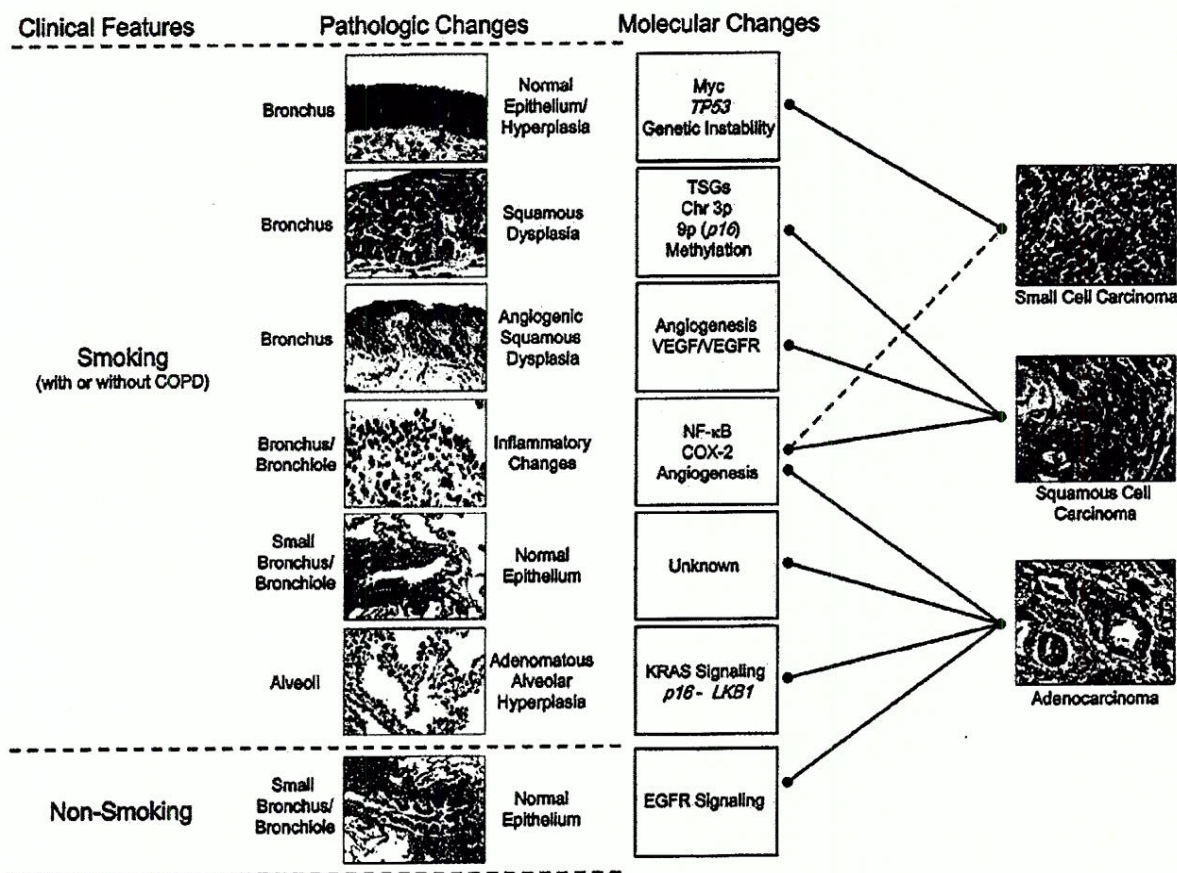 Clinical Features
Pathologic Changes
Molecular Changes
Bronchus
Normal
Epithelium/
Hyperplasia
Myc
TP53
Genetic Instability
Bronchus
Squamous
Dysplasia
TSGs
Chr 3p
9p (p16)
Methylation
Small Cell Carcinoma
Bronchus
Angiogenic
Squamous
Dysplasia
Angiogenesis
VEGF/VEGFR
Smoking
(with or without COPD)
Bronchus/
Bronchiole
Inflammatory
Changes
NF-κB
COX-2
Angiogenesis
Squamous Cell
Carcinoma
Small
Bronchus/
Bronchiole
Normal
Epithelium
Unknown
Alveoli
Adenomatous
Alveolar
Hyperplasia
KRAS Signaling
p16 - LKB1
Adenocarcinoma
Non-Smoking
Small
Bronchus/
Bronchiole
Normal
Epithelium
EGFR Signaling